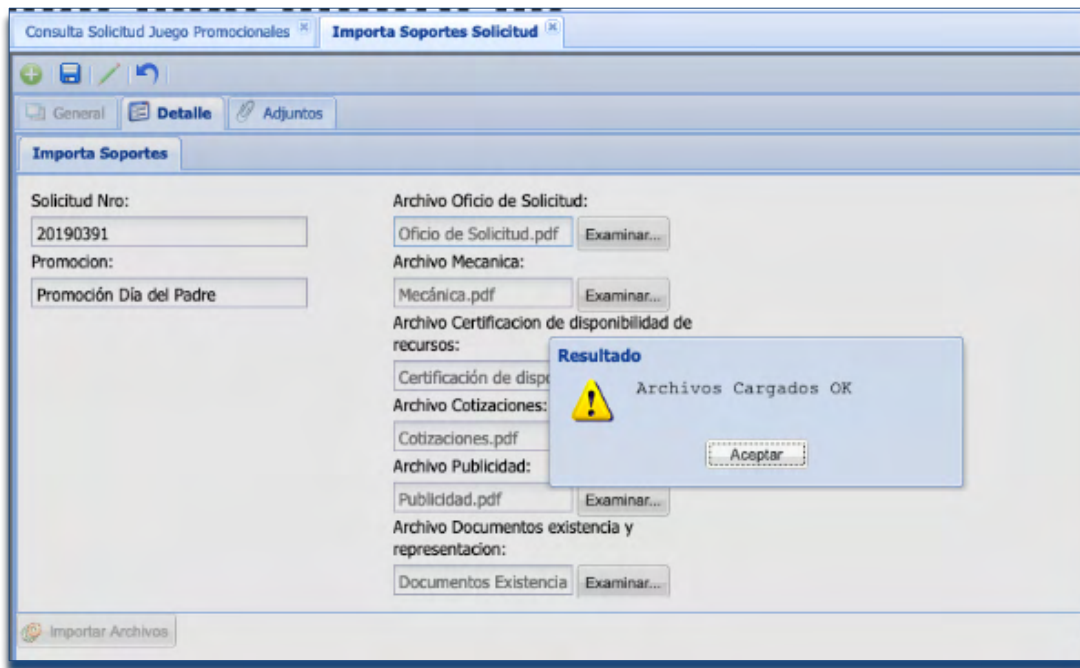 Consulta Solicitud Juego Promocionales
Importa Soportes Solicitud
General
Detalle
Adjuntos
Importa Soportes
Solicitud Nro:
20190391
Promocion:
Promoción Día del Padre
Archivo Oficio de Solicitud:
Oficio de Solicitud.pdf
Examinar...
Archivo Mecanica:
Mecánica.pdf
Examinar...
Archivo Certificacion de disponibilidad de
recursos:
Certificación de
Archivo Cotizaciones:
Cotizaciones.pdf
Archivo Publicidad:
Publicidad.pdf
Examinar...
Archivo Documentos existencia y
representacion:
Documentos Existencia
Examinar...
Resultado
Archivos Cargados OK
Aceptar
Importar Archivos